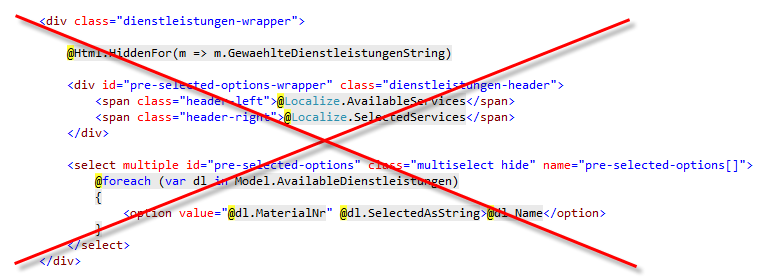 <div class="dienstleistungen-wrapper">
@Html.HiddenFor(m => m.GewaehlteDienstleistungenString)
<div id="pre-selected-options-wrapper" class="dienstleistungen-header">
<span class="header-left">@Localize.AvailableServices</span>
<span class="header-right">@Localize.SelectedServices</span>
</div>
<select multiple id="pre-selected-options" class="multiselect hide" name="pre-selected-options[]">
@foreach (var dl in Model.AvailableDienstleistungen)
{
<option value="@dl.MaterialNr" @dl.SelectedAsString>@dl.Name</option>
}
</select>
</div>